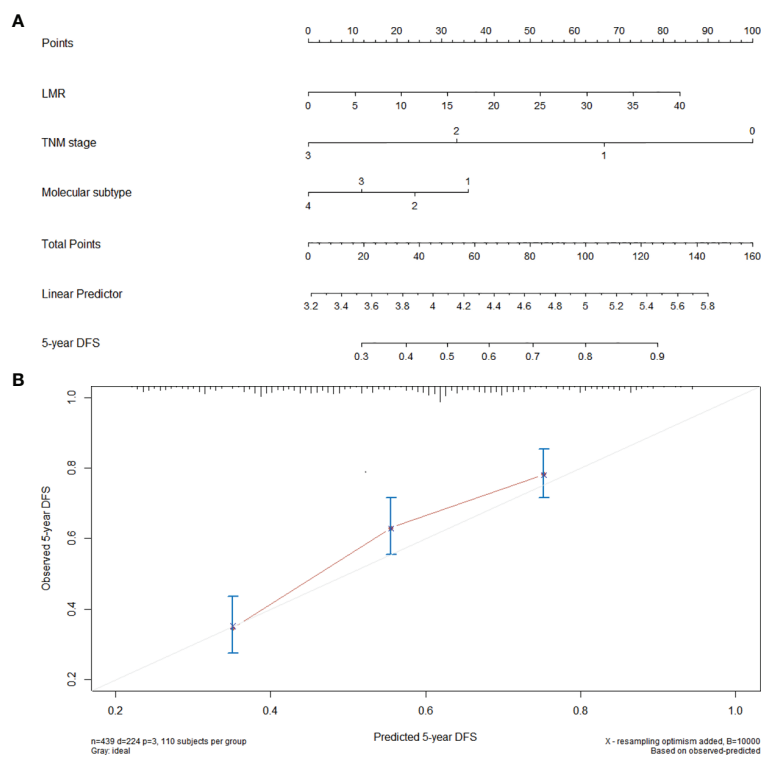 A
Points
0 10 20 30 40 50 60 70 80 90 100
LMR
0 5 10 15 20 25 30 35 40
TNM stage
3 2 1 0
Molecular subtype
4 3 2 1
Total Points
0 20 40 60 80 100 120 140 160
Linear Predictor
3.2 3.4 3.6 3.8 4 4.2 4.4 4.6 4.8 5 5.2 5.4 5.6 5.8
5-year DFS
0.3 0.4 0.5 0.6 0.7 0.8 0.9
B
Observed 5-year DFS
1.0
0.8
0.6
0.4
0.2
0.2 0.4 0.6 0.8 1.0
Predicted 5-year DFS
n=439 d=224 p=3, 110 subjects per group
Gray: ideal
X - resampling optimism added, B=10000
Based on observed-predicted